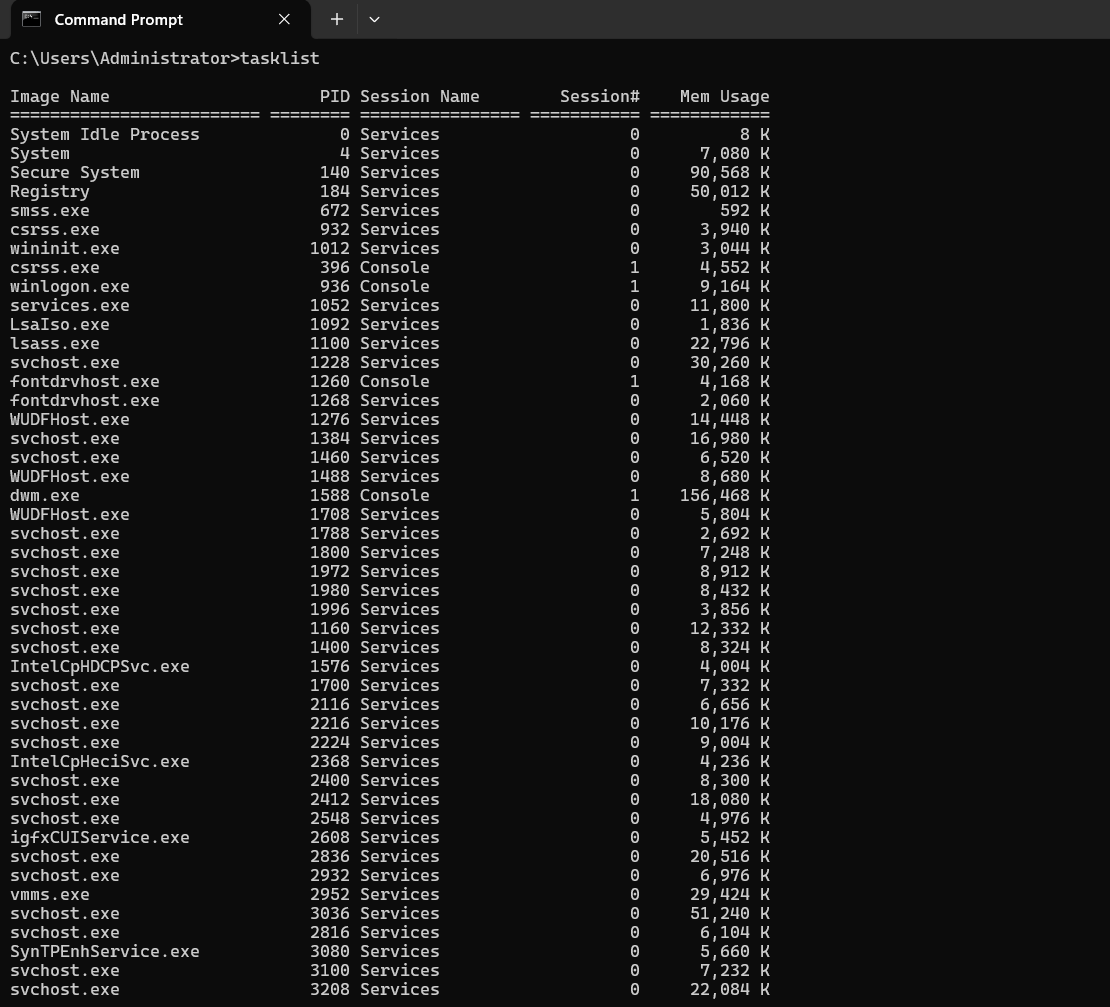 Command Prompt
C:\Users\Administrator>tasklist
Image Name                     PID Session Name        Session#    Mem Usage
========================= ======== ================ =========== ============
System Idle Process              0 Services                   0          8 K
System                           4 Services                   0      7,080 K
Secure System                  140 Services                   0     90,568 K
Registry                       184 Services                   0     50,012 K
smss.exe                       672 Services                   0        592 K
csrss.exe                      932 Services                   0      3,940 K
wininit.exe                   1012 Services                   0      3,044 K
csrss.exe                      396 Console                    1      4,552 K
winlogon.exe                   936 Console                    1      9,164 K
services.exe                  1052 Services                   0     11,800 K
LsaIso.exe                    1092 Services                   0      1,836 K
lsass.exe                     1100 Services                   0     22,796 K
svchost.exe                   1228 Services                   0     30,260 K
fontdrvhost.exe               1260 Console                    1      4,168 K
fontdrvhost.exe               1268 Services                   0      2,060 K
WUDFHost.exe                  1276 Services                   0     14,448 K
svchost.exe                   1384 Services                   0     16,980 K
svchost.exe                   1460 Services                   0      6,520 K
WUDFHost.exe                  1488 Services                   0      8,680 K
dwm.exe                       1588 Console                    1    156,468 K
WUDFHost.exe                  1708 Services                   0      5,804 K
svchost.exe                   1788 Services                   0      2,692 K
svchost.exe                   1800 Services                   0      7,248 K
svchost.exe                   1972 Services                   0      8,912 K
svchost.exe                   1980 Services                   0      8,432 K
svchost.exe                   1996 Services                   0      3,856 K
svchost.exe                   1160 Services                   0     12,332 K
svchost.exe                   1400 Services                   0      8,324 K
IntelCpHDCPSvc.exe            1576 Services                   0      4,004 K
svchost.exe                   1700 Services                   0      7,332 K
svchost.exe                   2116 Services                   0      6,656 K
svchost.exe                   2216 Services                   0     10,176 K
svchost.exe                   2224 Services                   0      9,004 K
IntelCpHeciSvc.exe            2368 Services                   0      4,236 K
svchost.exe                   2400 Services                   0      8,300 K
svchost.exe                   2412 Services                   0     18,080 K
svchost.exe                   2548 Services                   0      4,976 K
igfxCUIService.exe            2608 Services                   0      5,452 K
svchost.exe                   2836 Services                   0     20,516 K
svchost.exe                   2932 Services                   0      6,976 K
vmms.exe                      2952 Services                   0     29,424 K
svchost.exe                   3036 Services                   0     51,240 K
svchost.exe                   2816 Services                   0      6,104 K
SynTPEnhService.exe           3080 Services                   0      5,660 K
svchost.exe                   3100 Services                   0      7,232 K
svchost.exe                   3208 Services                   0     22,084 K